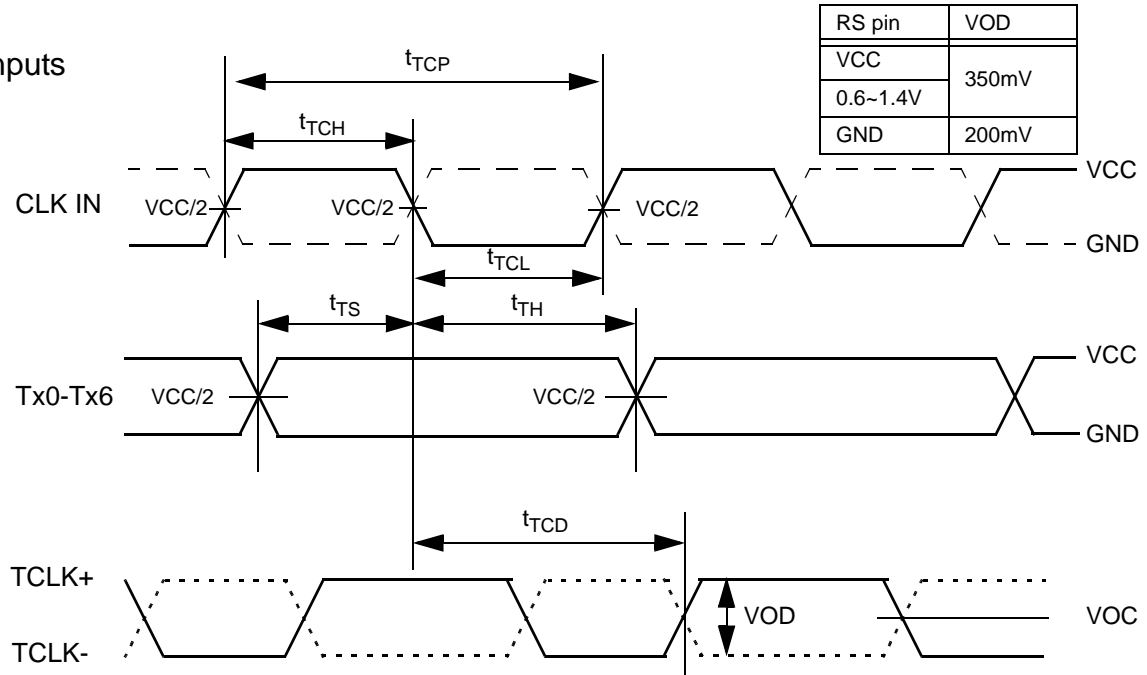 RS pin VOD
VCC 350mV
0.6~1.4V
GND 200mV
nputs
tTCP
tTCH
CLK IN VCC/2 VCC/2 VCC/2 VCC
GND
tTCL
tTS tTH
Tx0-Tx6 VCC/2 VCC/2 VCC
GND
tTCD
TCLK+
VOD VOC
TCLK-